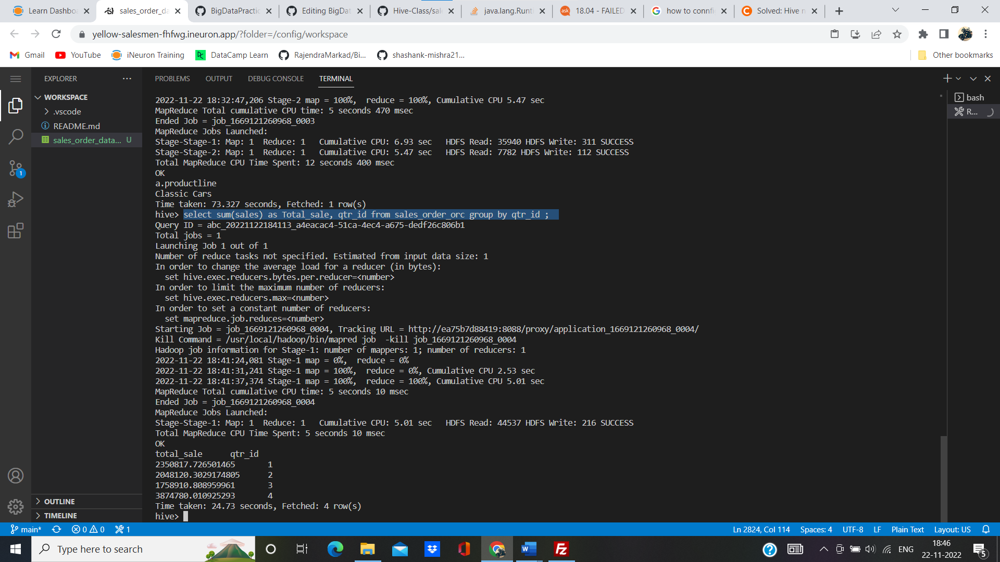 Learn Dashbo
sales_order_da
BigDataPractic
Editing BigDat
Hive-Class/sal
java.lang.Runt
18.04 - FAILED
how to connfi
Solved: Hive n
yellow-salesmen-fhfwg.ineuron.app/?folder=/config/workspace
Gmail
YouTube
iNeuron Training
DataCamp Learn
RajendraMarkad/Bi...
shashank-mishra21...
Other bookmarks
EXPLORER
WORKSPACE
.vscode
README.md
sales_order_data... U
1
OUTLINE
TIMELINE
PROBLEMS OUTPUT DEBUG CONSOLE TERMINAL
bash
R...
2022-11-22 18:32:47,206 Stage-2 map = 100%,  reduce = 100%, Cumulative CPU 5.47 sec
MapReduce Total cumulative CPU time: 5 seconds 470 msec
Ended Job = job_1669121260968_0003
MapReduce Jobs Launched:
Stage-Stage-1: Map: 1  Reduce: 1   Cumulative CPU: 6.93 sec   HDFS Read: 35940 HDFS Write: 311 SUCCESS
Stage-Stage-2: Map: 1  Reduce: 1   Cumulative CPU: 5.47 sec   HDFS Read: 7782 HDFS Write: 112 SUCCESS
Total MapReduce CPU Time Spent: 12 seconds 400 msec
OK
a.productline
Classic Cars
Time taken: 73.327 seconds, Fetched: 1 row(s)
hive> select sum(sales) as Total_sale, qtr_id from sales_order_orc group by qtr_id ;
Query ID = abc_20221122184113_a4eacac4-51ca-4ec4-a675-dedf26c806b1
Total jobs = 1
Launching Job 1 out of 1
Number of reduce tasks not specified. Estimated from input data size: 1
In order to change the average load for a reducer (in bytes):
  set hive.exec.reducers.bytes.per.reducer=<number>
In order to limit the maximum number of reducers:
  set hive.exec.reducers.max=<number>
In order to set a constant number of reducers:
  set mapreduce.job.reduces=<number>
Starting Job = job_1669121260968_0004, Tracking URL = http://ea75b7d88419:8088/proxy/application_1669121260968_0004/
Kill Command = /usr/local/hadoop/bin/mapred job  -kill job_1669121260968_0004
Hadoop job information for Stage-1: number of mappers: 1; number of reducers: 1
2022-11-22 18:41:24,081 Stage-1 map = 0%,  reduce = 0%
2022-11-22 18:41:31,241 Stage-1 map = 100%,  reduce = 0%, Cumulative CPU 2.53 sec
2022-11-22 18:41:37,374 Stage-1 map = 100%,  reduce = 100%, Cumulative CPU 5.01 sec
MapReduce Total cumulative CPU time: 5 seconds 10 msec
Ended Job = job_1669121260968_0004
MapReduce Jobs Launched:
Stage-Stage-1: Map: 1  Reduce: 1   Cumulative CPU: 5.01 sec   HDFS Read: 44537 HDFS Write: 216 SUCCESS
Total MapReduce CPU Time Spent: 5 seconds 10 msec
OK
total_sale      qtr_id
2350817.726501465       1
2048120.3029174805      2
1758910.808959961       3
3874780.010925293       4
Time taken: 24.73 seconds, Fetched: 4 row(s)
hive>
main* 0 0 1
Ln 2824, Col 114 Spaces: 4 UTF-8 LF Plain Text Layout: US
Type here to search
ENG
18:46
22-11-2022
5